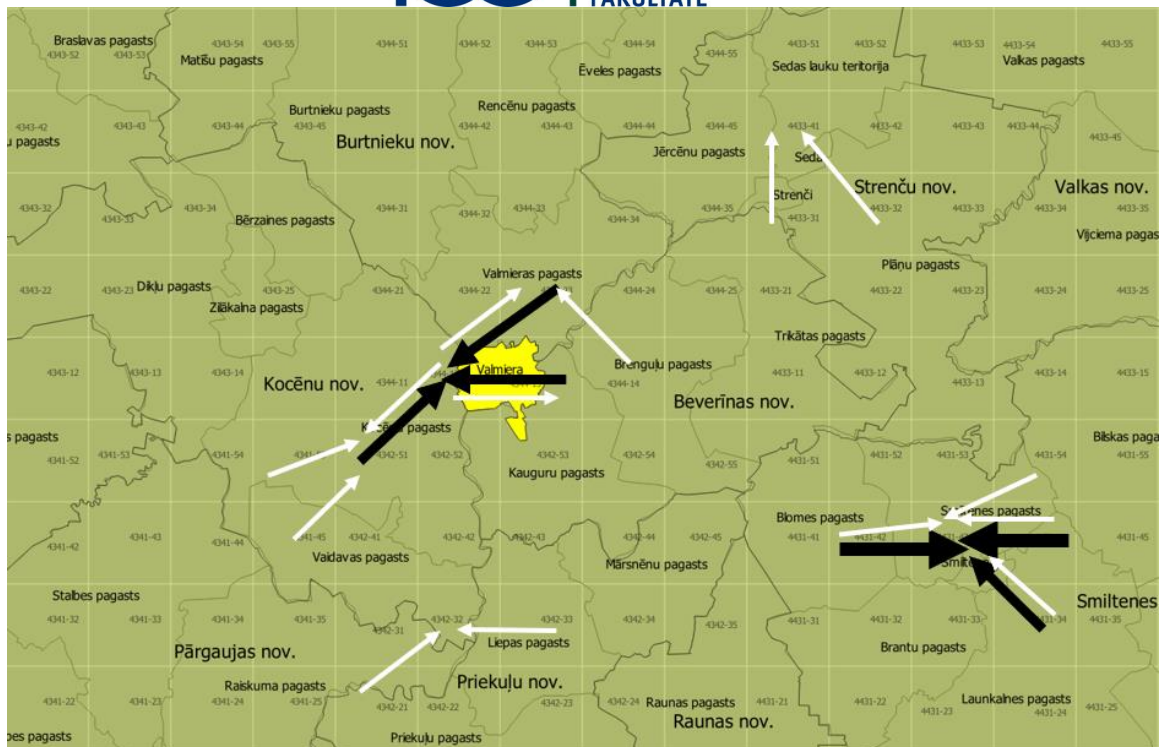 FAKULTĀTE
Braslavas pagasts 4343-54 4343-55 4344-51 4344-52 4344-53 4344-54 4344-55 4433-51 4433-52 4433-53 4433-54 4433-55
4343-52 4343-53
Matīšu pagasts Ēveles pagasts Sedas lauku teritorija Valkas pagasts
Burtnieku pagasts Rencēnu pagasts
4343-42 4343-43 4343-44 4343-45 4344-42 4344-43 4344-44 4344-45 4433-41 4433-42 4433-43 4433-44 4433-45
u pagasts
Burtnieku nov. Jērcēnu pagasts Seda
Strenči Strenču nov. Valkas nov.
4343-32 4343-33 4343-34 4344-31 4344-32 4344-33 4344-34 4344-35 4433-31 4433-32 4433-33 4433-34 4433-35
Bērzaines pagasts Vijciema pagas
Valmieras pagasts Plāņu pagasts
4343-22 4343-23 Dikļu pagasts 4344-21 4344-22 4344-24 4344-25 4433-21 4433-22 4433-23 4433-24 4433-25
Zilākalna pagasts
Trikātas pagasts
Valmiera Brenguļu pagasts
4343-12 4343-13 4343-14 4344-11 4344-14 4433-11 4433-12 4433-13 4433-14 4433-15
Kocēnu nov. Beverīnas nov.
s pagasts pagasts Bilskas pagas
4341-52 4341-53 4341-54 4342-51 4342-52 4342-53 4342-54 4342-55 4431-51 4431-52 4431-53 4431-54 4431-55
Kauguru pagasts
Blomes pagasts pagasts
4341-42 4341-43 4341-44 4341-45 4342-41 4342-42 4342-44 4431-41 4431-42 4431-45
Vaidavas pagasts Mārsnēnu pagasts
Stalbes pagasts Smiltenes
4341-32 4341-33 4341-34 4341-35 4342-31 4342-32 4342-33 4342-34 4342-35 4431-31 4431-32 4431-33 4431-34 4431-35
Pārgaujas nov. Liepas pagasts Brantu pagasts
Raiskuma pagasts Priekuļu nov.
4341-22 4341-23 4341-24 4341-25 4342-21 4342-22 4342-23 4342-24 Raunas pagasts 4431-21 4431-22 4431-23 Launkalnes pagasts 4431-24 4431-25
Raunas nov.
bes pagasts Priekuļu pagasts